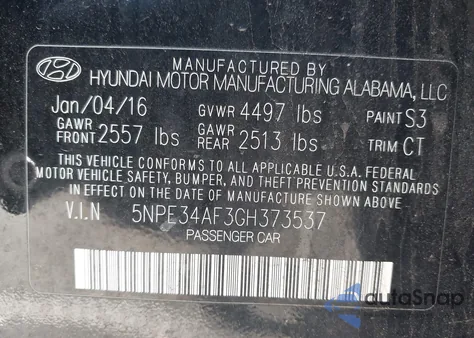 MANUFACTURED BY
HYUNDAI MOTOR MANUFACTURING ALABAMA, LLC
Jan/04/16 GVWR 4497 lbs PAINT S3
GAWR FRONT 2557 lbs GAWR REAR 2513 lbs TRIM CT
THIS VEHICLE CONFORMS TO ALL APPLICABLE U.S.A. FEDERAL
MOTOR VEHICLE SAFETY, BUMPER, AND THEFT PREVENTION STANDARDS
IN EFFECT ON THE DATE OF MANUFACTURE SHOWN ABOVE
V.I.N 5NPE34AF3GH373537
PASSENGER CAR
autoSnap